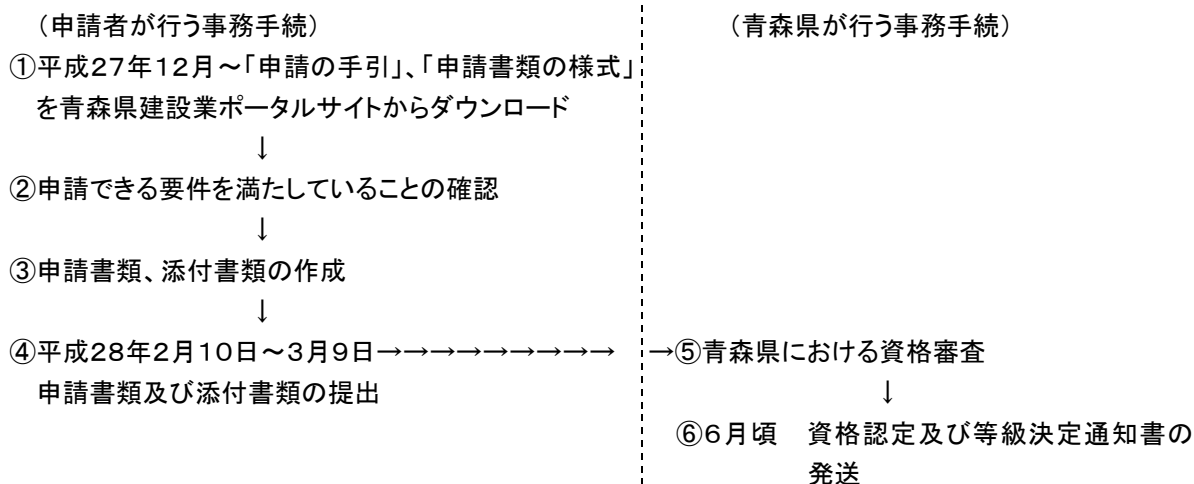 （申請者が行う事務手続）
①平成２７年１２月～「申請の手引」、「申請書類の様式」
を青森県建設業ポータルサイトからダウンロード
↓
②申請できる要件を満たしていることの確認
↓
③申請書類、添付書類の作成
↓
④平成２８年２月１０日～３月９日→→→→→→→→→
申請書類及び添付書類の提出
（青森県が行う事務手続）
→⑤青森県における資格審査
↓
⑥６月頃　資格認定及び等級決定通知書の
発送